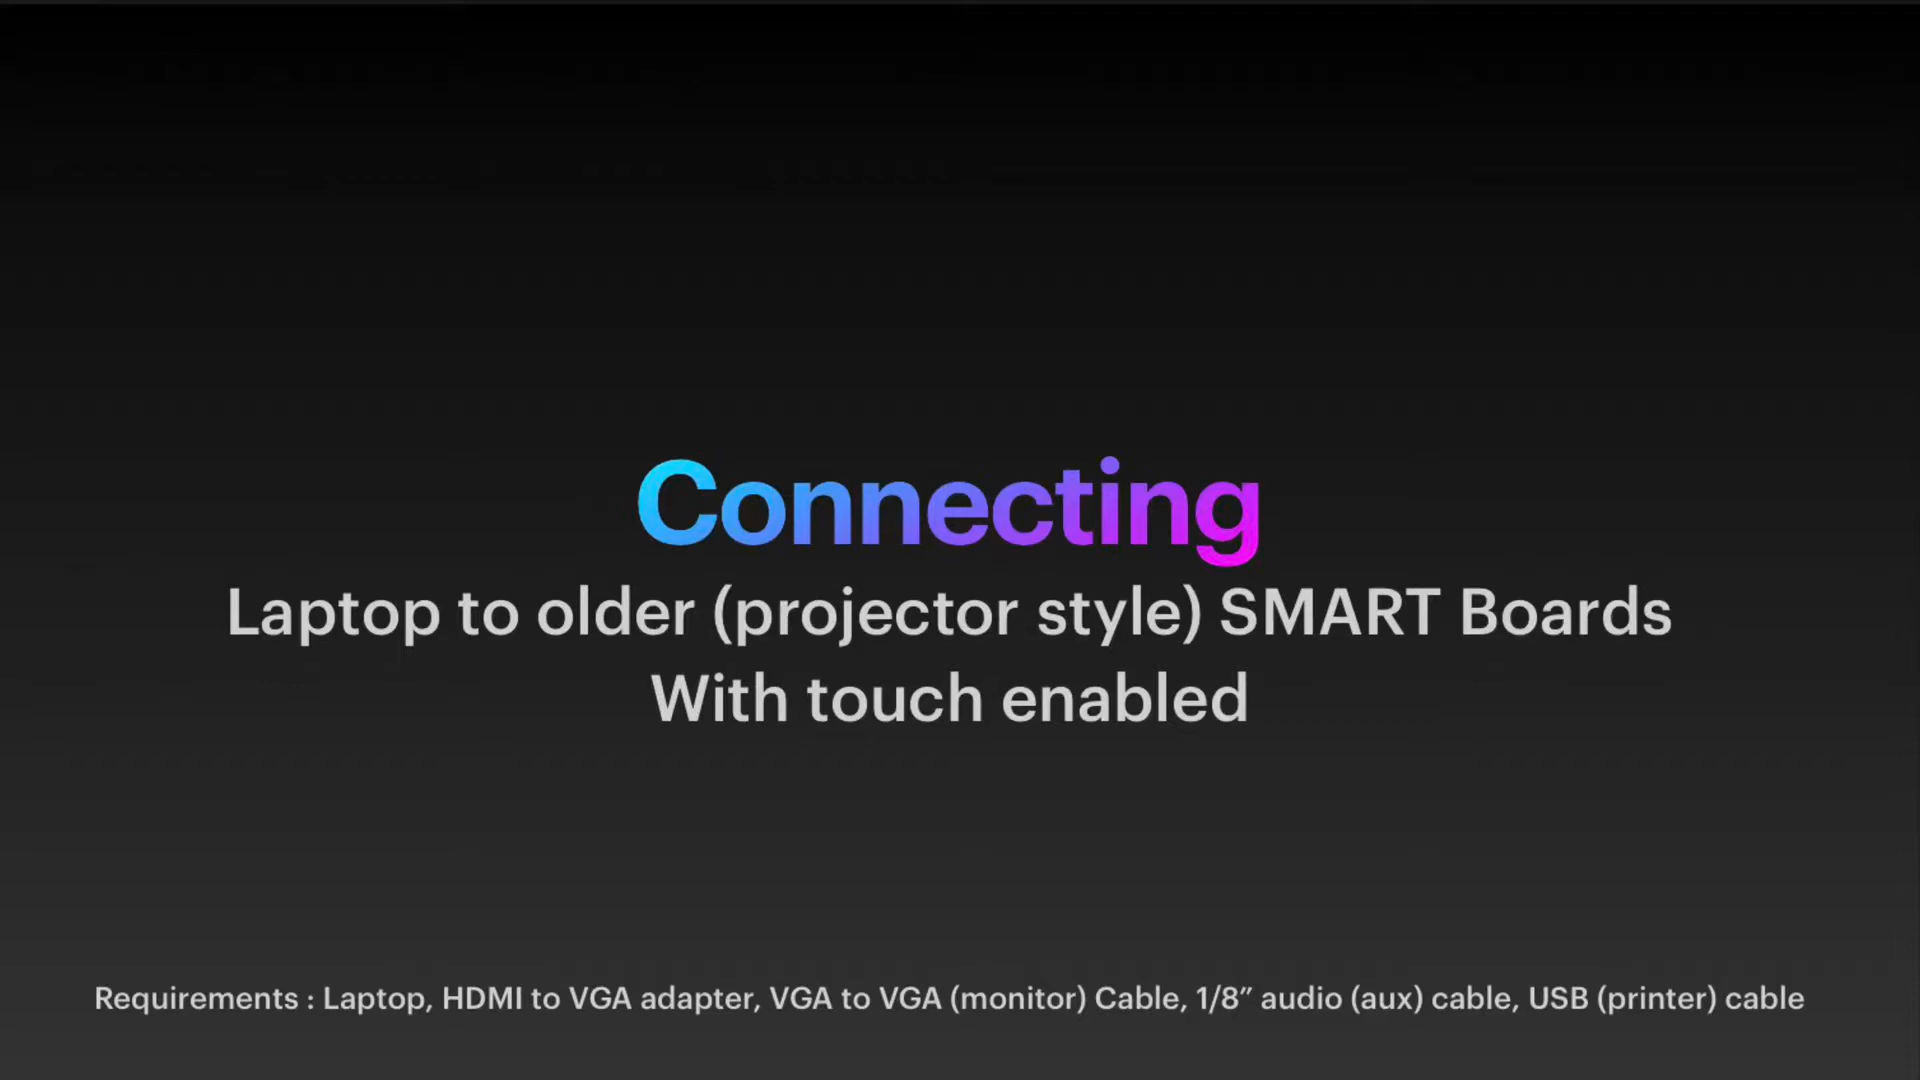 Connecting
Laptop to older (projector style) SMART Boards
With touch enabled
Requirements : Laptop, HDMI to VGA adapter, VGA to VGA (monitor) Cable, 1/8” audio (aux) cable, USB (printer) cable